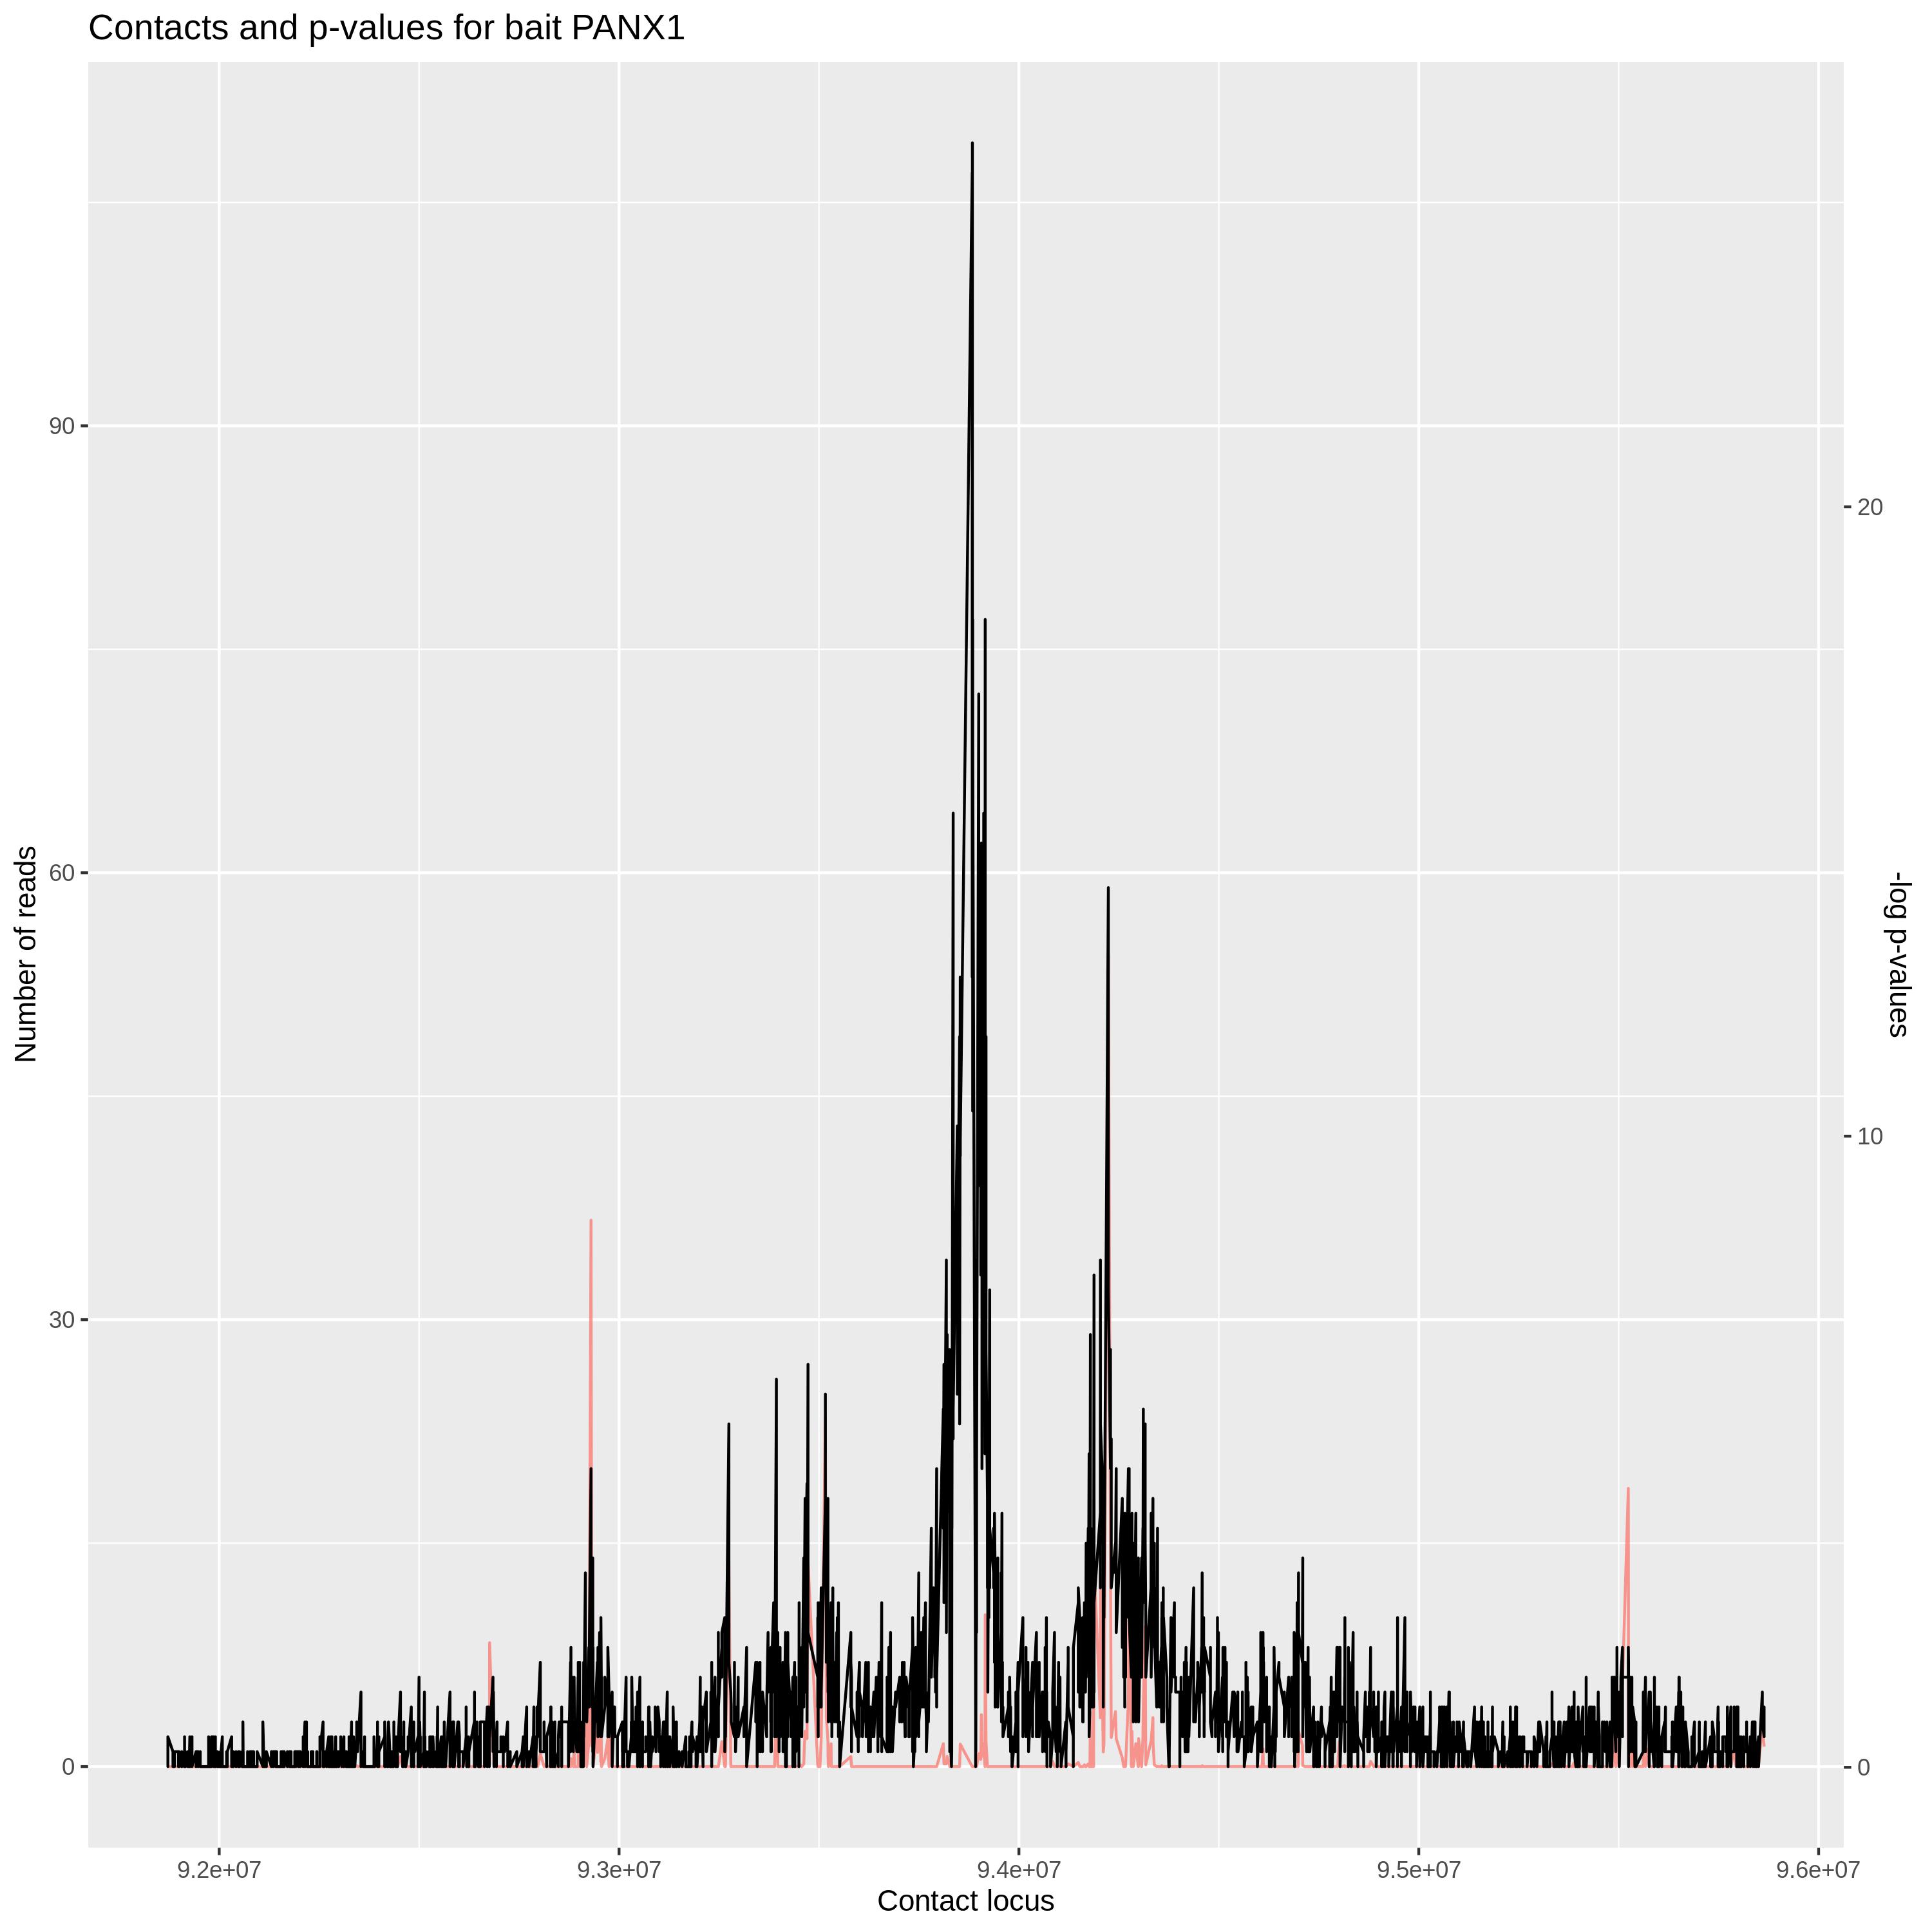 Contacts and p-values for bait PANX1
Number of reads
90
60
30
0
20
10
0
-log p-values
9.2e+07 9.3e+07 9.4e+07 9.5e+07 9.6e+07
Contact locus